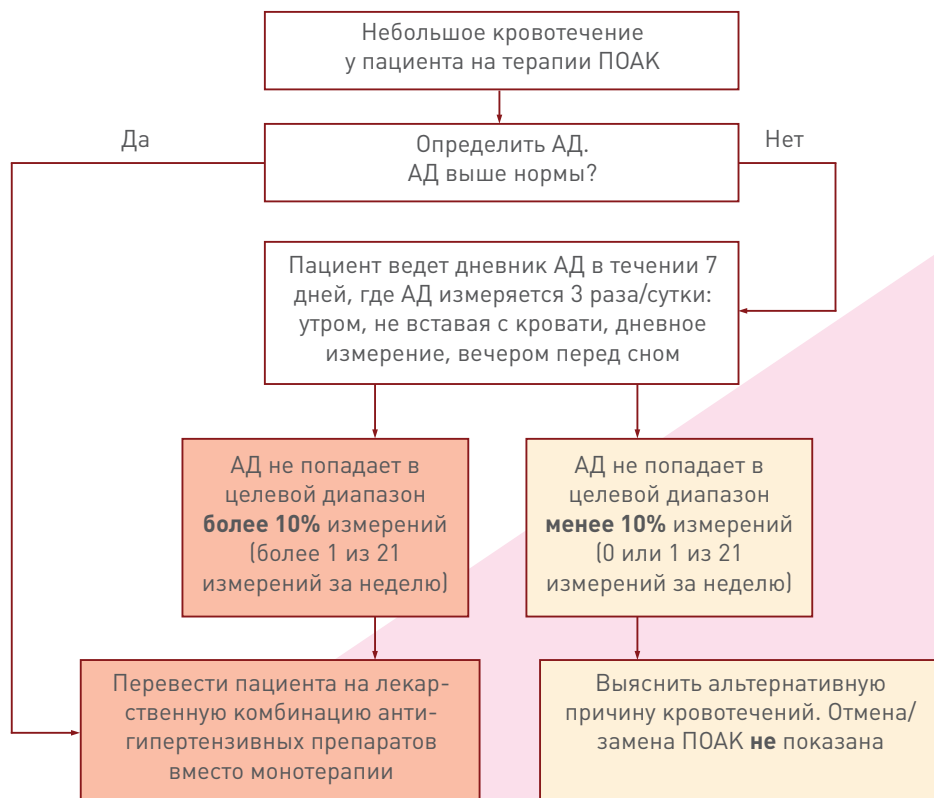 Небольшое кровотечение
у пациента на терапии ПОАК
Да
Определить АД.
АД выше нормы?
Нет
Пациент ведет дневник АД в течении 7
дней, где АД измеряется 3 раза/сутки:
утром, не вставая с кровати, дневное
измерение, вечером перед сном
АД не попадает в
целевой диапазон
более 10% измерений
(более 1 из 21
измерений за неделю)
АД не попадает в
целевой диапазон
менее 10% измерений
(0 или 1 из 21
измерений за неделю)
Перевести пациента на лекар-
ственную комбинацию анти-
гипертензивных препаратов
вместо монотерапии
Выяснить альтернативную
причину кровотечений. Отмена/
замена ПОАК не показана